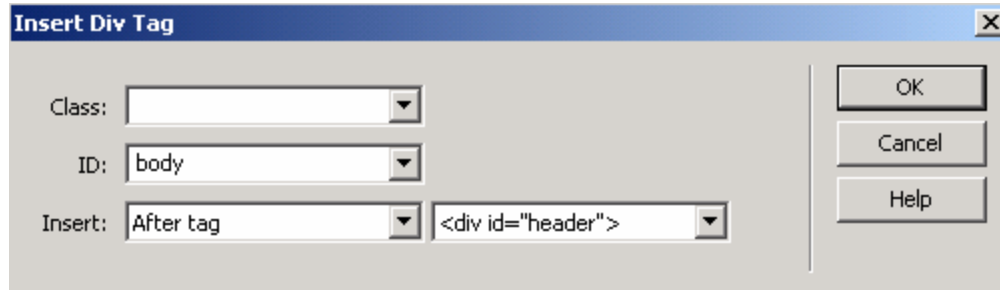 Insert Div Tag
Class:
ID: body
Insert: After tag <div id="header">
OK
Cancel
Help